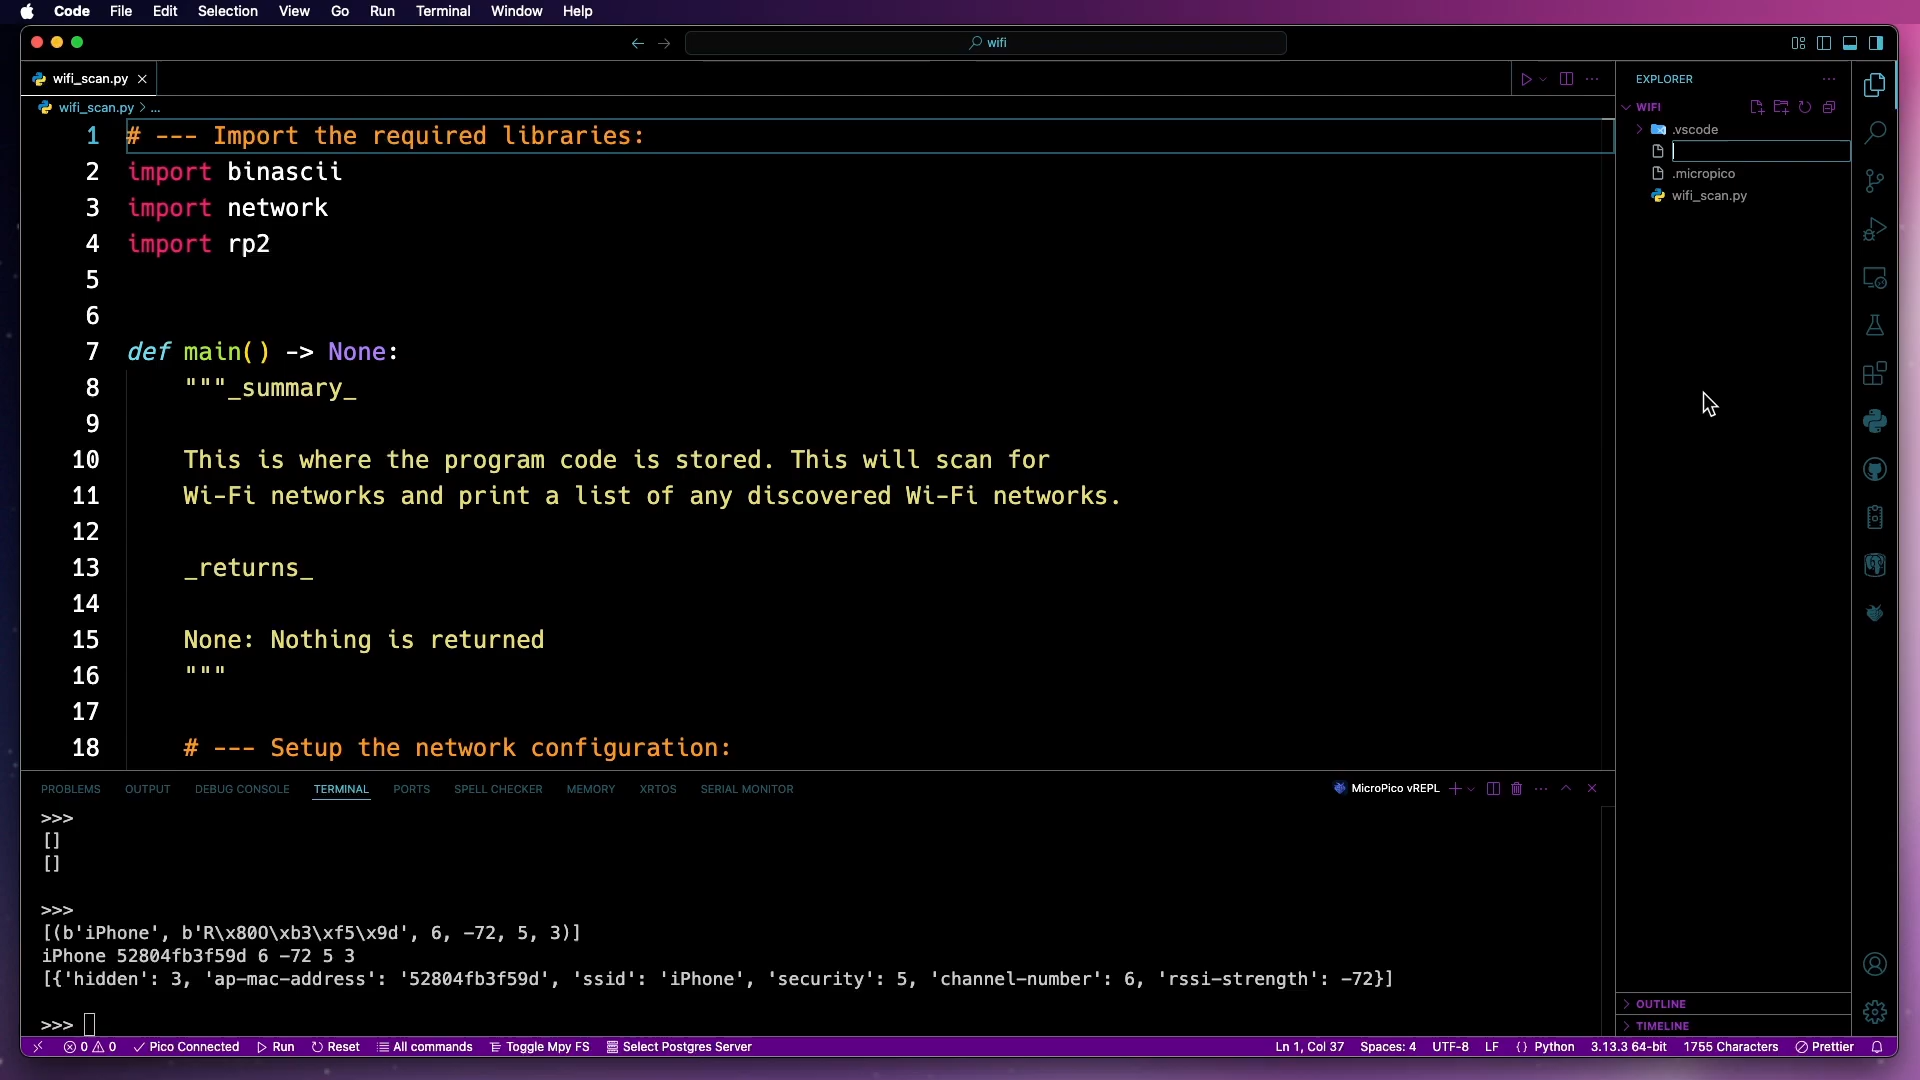 Code File Edit Selection View Go Run Terminal Window Help
wifi
wifi_scan.py
wifi_scan.py > ...
1 # --- Import the required libraries:
2 import binascii
3 import network
4 import rp2
5
6
7 def main() -> None:
8 """_summary_
9
10 This is where the program code is stored. This will scan for
11 Wi-Fi networks and print a list of any discovered Wi-Fi networks.
12
13 _returns_
14
15 None: Nothing is returned
16 """
17
18 # --- Setup the network configuration:
EXPLORER
WIFI
.vscode
.micropico
wifi_scan.py
OUTLINE
TIMELINE
PROBLEMS OUTPUT DEBUG CONSOLE TERMINAL PORTS SPELL CHECKER MEMORY XRTOS SERIAL MONITOR MicroPico vREPL
>>>
[]
[]
>>>
[(b'iPhone', b'R\x80O\xb3\xf5\x9d', 6, -72, 5, 3)]
iPhone 52804fb3f59d 6 -72 5 3
[{'hidden': 3, 'ap-mac-address': '52804fb3f59d', 'ssid': 'iPhone', 'security': 5, 'channel-number': 6, 'rssi-strength': -72}]
>>>
0 0 Pico Connected Run Reset All commands Toggle Mpy FS Select Postgres Server Ln 1, Col 37 Spaces: 4 UTF-8 LF {} Python 3.13.3 64-bit 1755 Characters Prettier